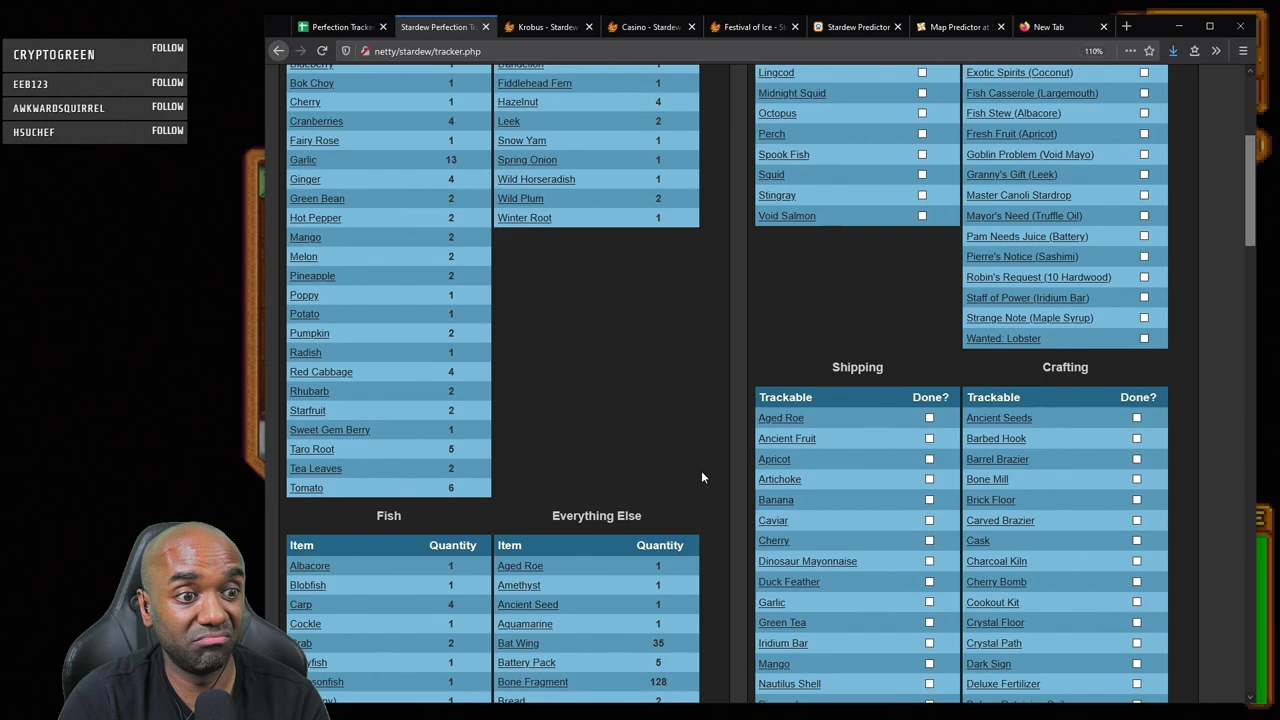 CRYPTOGREEN FOLLOW
EEB123 FOLLOW
AWKWARDSQUIRREL FOLLOW
HSUCHEF FOLLOW
Perfection Tracke
Stardew Perfection Tr
Krobus - Stardew
Casino - Stardew
Festival of Ice - S
Stardew Predictor
Map Predictor at
New Tab
netty/stardew/tracker.php
110%
Blueberry 1
Bok Choy 1
Cherry 1
Cranberries 4
Fairy Rose 1
Garlic 13
Ginger 4
Green Bean 2
Hot Pepper 2
Mango 2
Melon 2
Pineapple 2
Poppy 1
Potato 1
Pumpkin 2
Radish 1
Red Cabbage 4
Rhubarb 2
Starfruit 2
Sweet Gem Berry 1
Taro Root 5
Tea Leaves 2
Tomato 6
Dandelion 1
Fiddlehead Fern 1
Hazelnut 4
Leek 2
Snow Yam 1
Spring Onion 1
Wild Horseradish 1
Wild Plum 2
Winter Root 1
Fish
Item Quantity
Albacore 1
Blobfish 1
Carp 4
Cockle 1
rab 2
yfish 1
sonfish 1
1
Everything Else
Item Quantity
Aged Roe 1
Amethyst 1
Ancient Seed 1
Aquamarine 1
Bat Wing 35
Battery Pack 5
Bone Fragment 128
Bread 2
Lingcod
Midnight Squid
Octopus
Perch
Spook Fish
Squid
Stingray
Void Salmon
Exotic Spirits (Coconut)
Fish Casserole (Largemouth)
Fish Stew (Albacore)
Fresh Fruit (Apricot)
Goblin Problem (Void Mayo)
Granny's Gift (Leek)
Master Canoli Stardrop
Mayor's Need (Truffle Oil)
Pam Needs Juice (Battery)
Pierre's Notice (Sashimi)
Robin's Request (10 Hardwood)
Staff of Power (Iridium Bar)
Strange Note (Maple Syrup)
Wanted: Lobster
Shipping
Trackable Done?
Aged Roe
Ancient Fruit
Apricot
Artichoke
Banana
Caviar
Cherry
Dinosaur Mayonnaise
Duck Feather
Garlic
Green Tea
Iridium Bar
Mango
Nautilus Shell
Crafting
Trackable Done?
Ancient Seeds
Barbed Hook
Barrel Brazier
Bone Mill
Brick Floor
Carved Brazier
Cask
Charcoal Kiln
Cherry Bomb
Cookout Kit
Crystal Floor
Crystal Path
Dark Sign
Deluxe Fertilizer